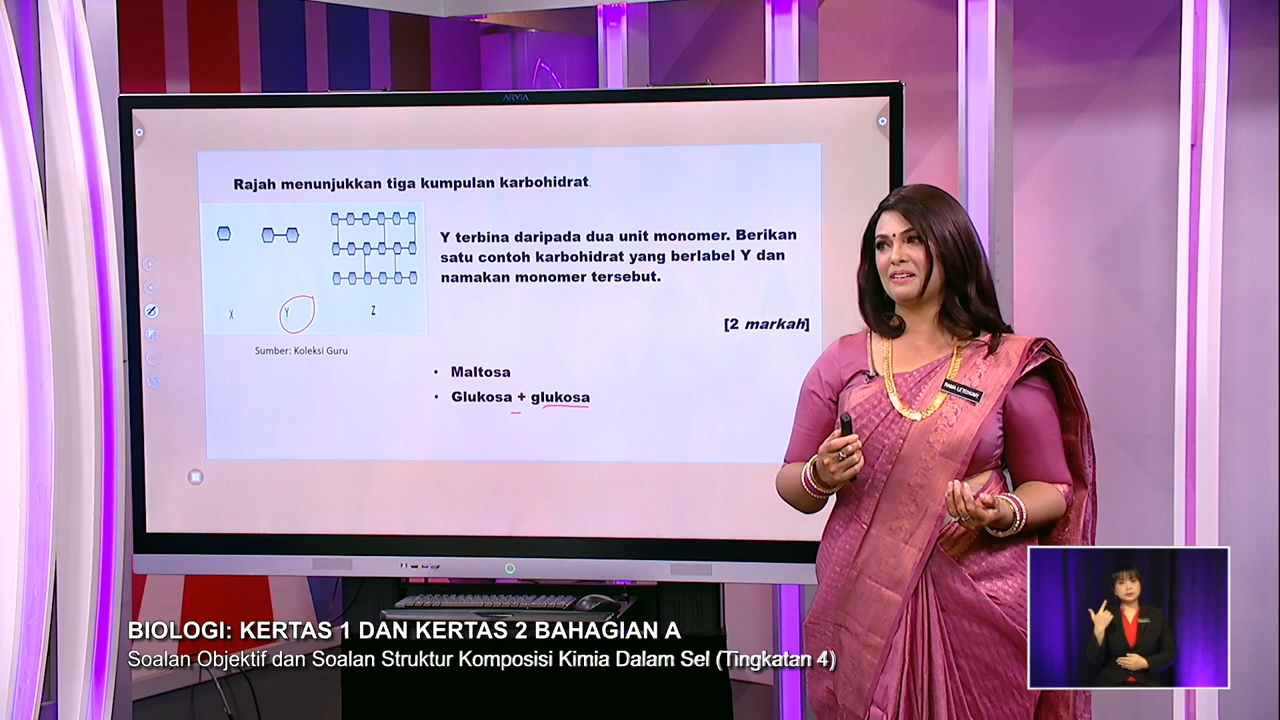 ARVIA
Rajah menunjukkan tiga kumpulan karbohidrat.
Y terbina daripada dua unit monomer. Berikan
satu contoh karbohidrat yang berlabel Y dan
namakan monomer tersebut.
X
Y
Z
[2 markah]
Sumber: Koleksi Guru
• Maltosa
• Glukosa + glukosa
RAMA LETCHUMY
BIOLOGI: KERTAS 1 DAN KERTAS 2 BAHAGIAN A
Soalan Objektif dan Soalan Struktur Komposisi Kimia Dalam Sel (Tingkatan 4)